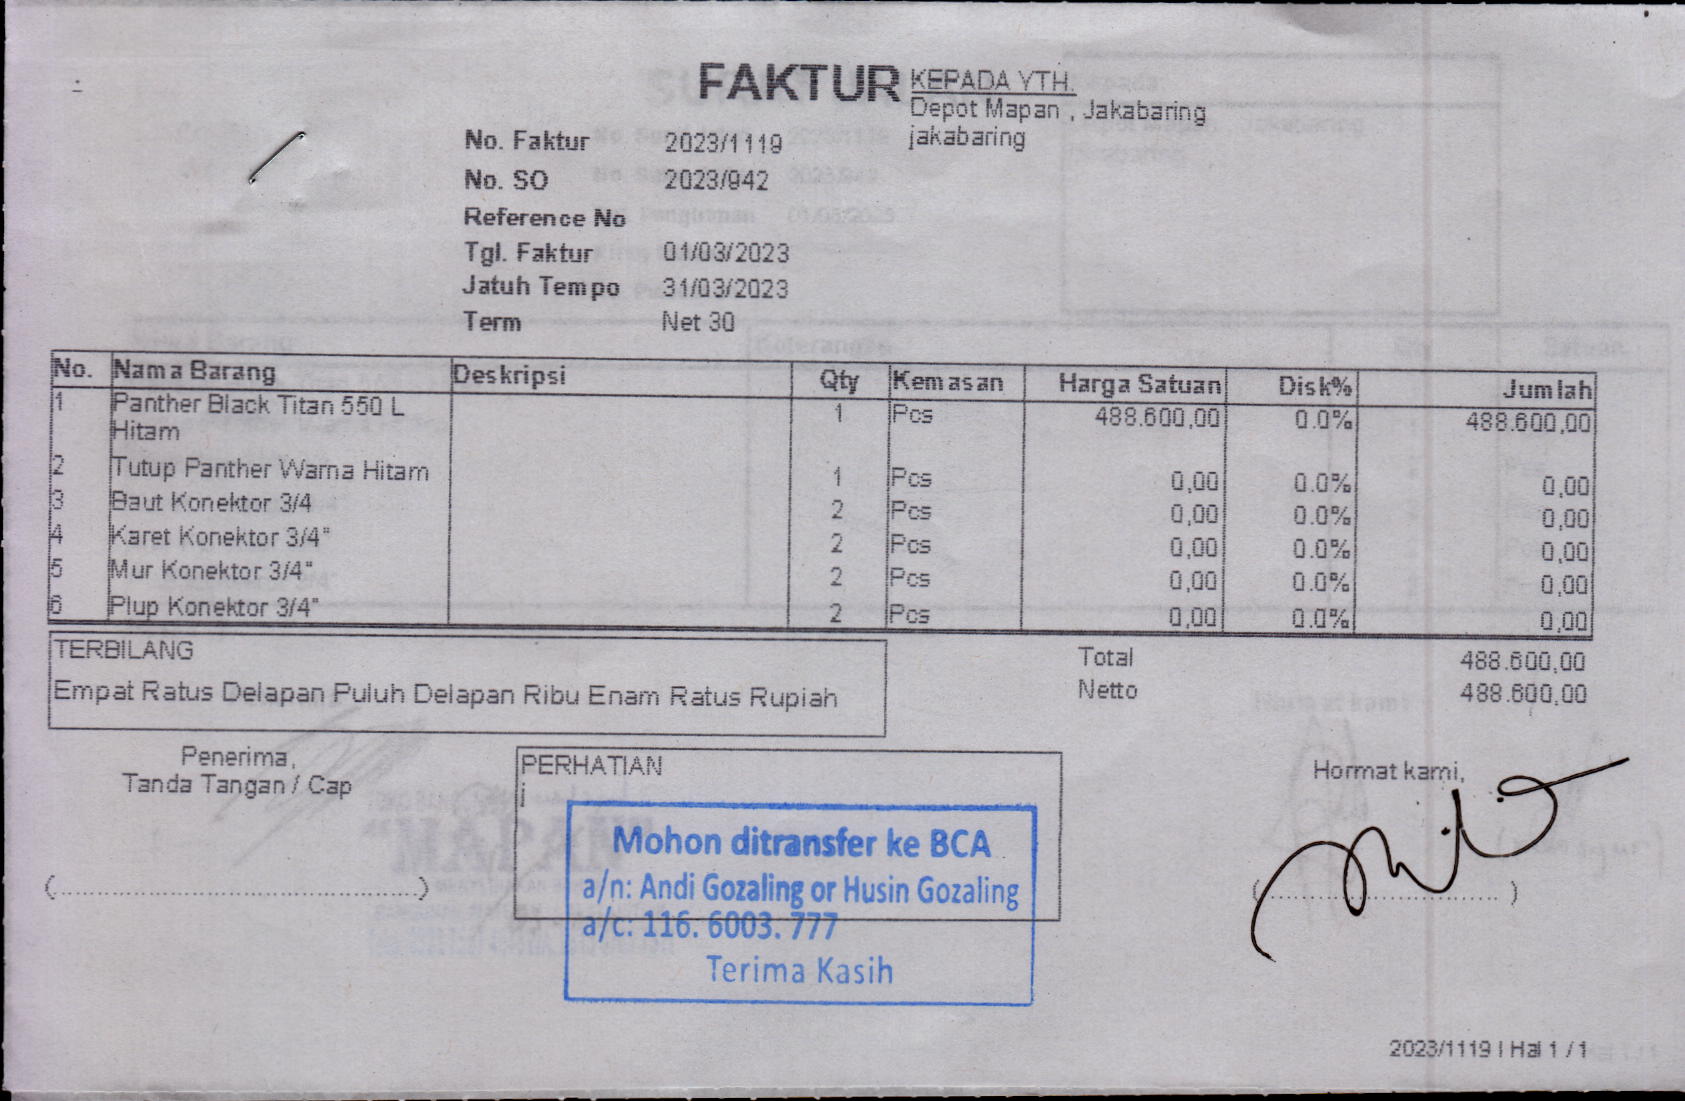 FAKTUR
KEPADA YTH.
Depot Mapan , Jakabaring
jakabaring
No. Faktur 2023/1119
No. SO 2023/942
Reference No
Tgl. Faktur 01/03/2023
Jatuh Tempo 31/03/2023
Term Net 30
No. Nama Barang Deskripsi Qty Kemasan Harga Satuan Disk% Jumlah
1 Panther Black Titan 550 L 1 Pcs 488.600,00 0.0% 488.600,00
Hitam
2 Tutup Panther Warna Hitam 1 Pcs 0,00 0.0% 0,00
3 Baut Konektor 3/4 2 Pcs 0,00 0.0% 0,00
4 Karet Konektor 3/4" 2 Pcs 0,00 0.0% 0,00
5 Mur Konektor 3/4" 2 Pcs 0,00 0.0% 0,00
6 Plup Konektor 3/4" 2 Pcs 0,00 0.0% 0,00
TERBILANG
Empat Ratus Delapan Puluh Delapan Ribu Enam Ratus Rupiah
Total 488.600,00
Netto 488.600,00
Penerima,
Tanda Tangan / Cap
(.....................................................)
PERHATIAN
i
Mohon ditransfer ke BCA
a/n: Andi Gozaling or Husin Gozaling
a/c: 116. 6003. 777
Terima Kasih
Hormat kami,
(.....................................)
2023/1119 | Hal 1 / 1